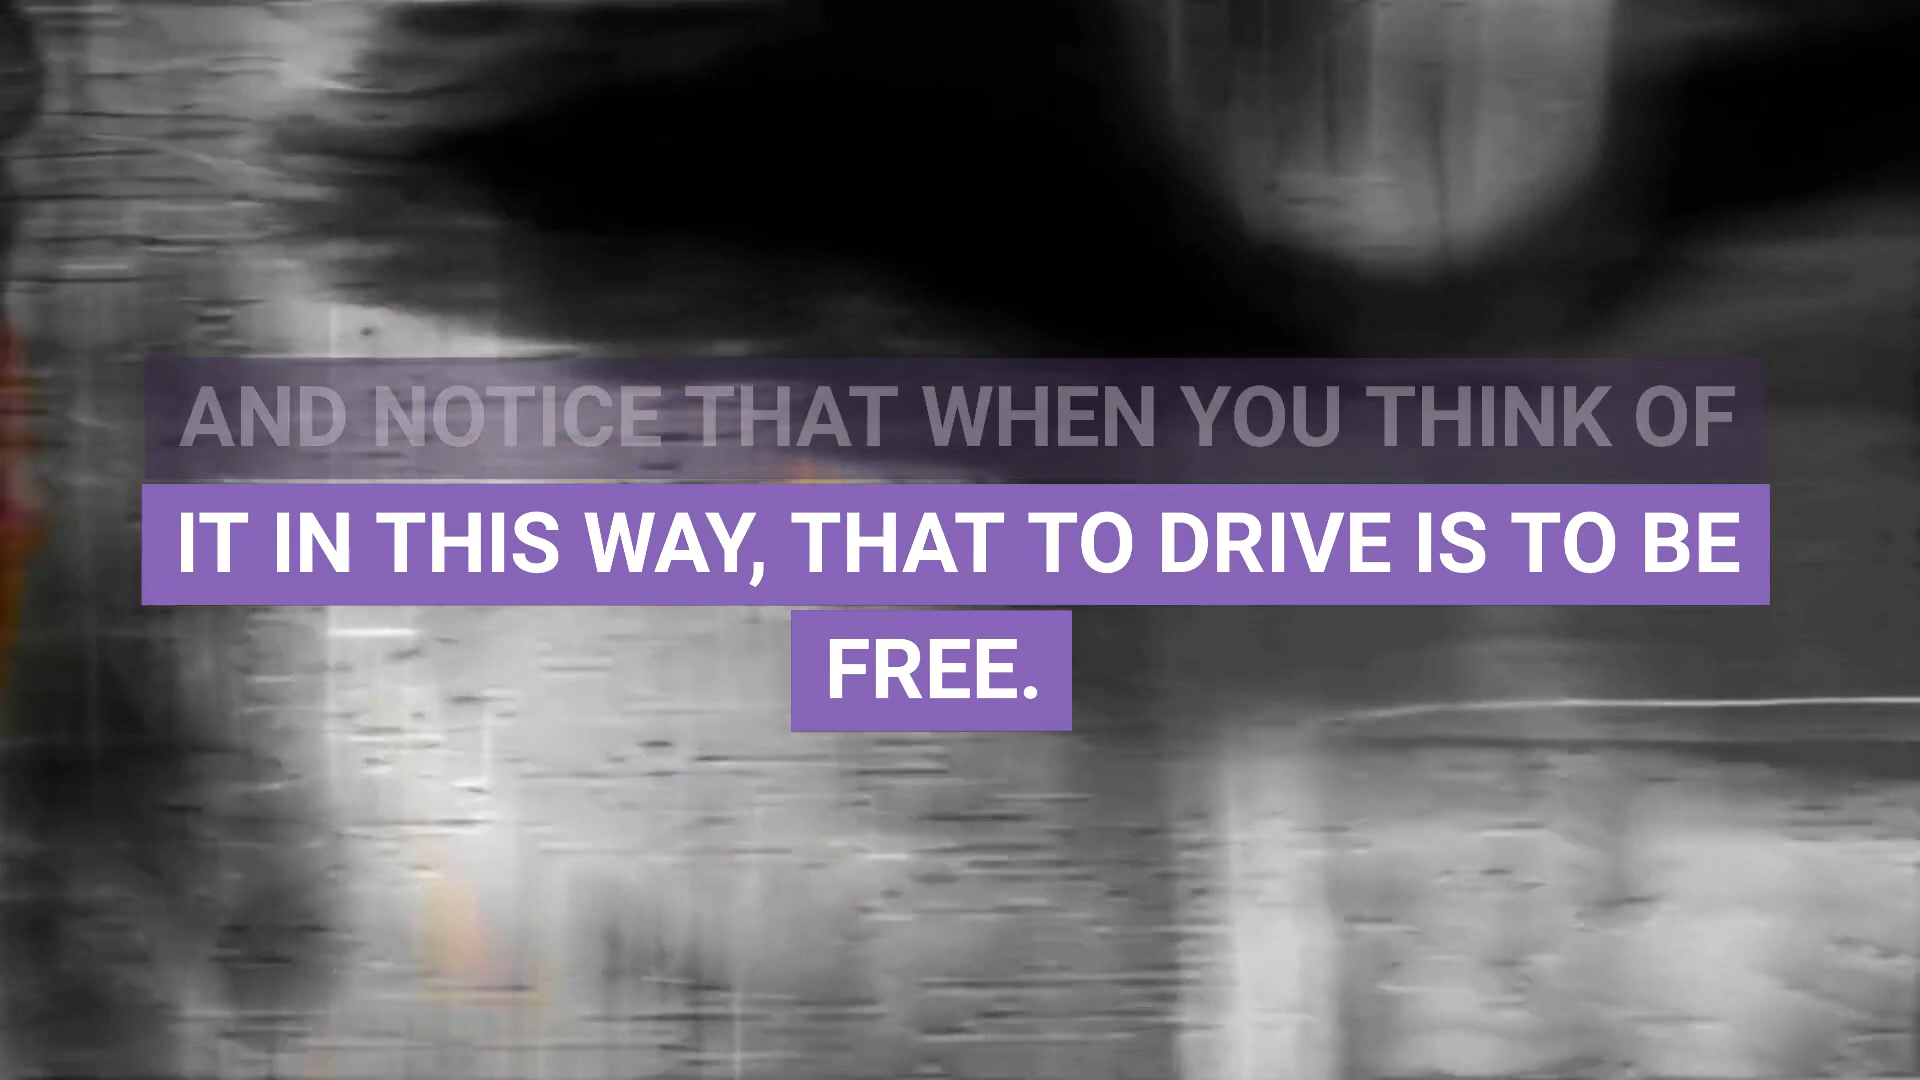 AND NOTICE THAT WHEN YOU THINK OF
IT IN THIS WAY, THAT TO DRIVE IS TO BE
FREE.